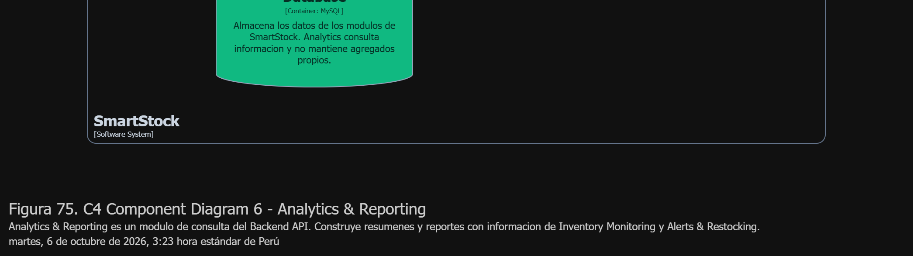 Database
[Container: MySQL]
Almacena los datos de los modulos de
SmartStock. Analytics consulta
informacion y no mantiene agregados
propios.
SmartStock
[Software System]
Figura 75. C4 Component Diagram 6 - Analytics & Reporting
Analytics & Reporting es un modulo de consulta del Backend API. Construye resumenes y reportes con informacion de Inventory Monitoring y Alerts & Restocking.
martes, 6 de octubre de 2026, 3:23 hora estándar de Perú